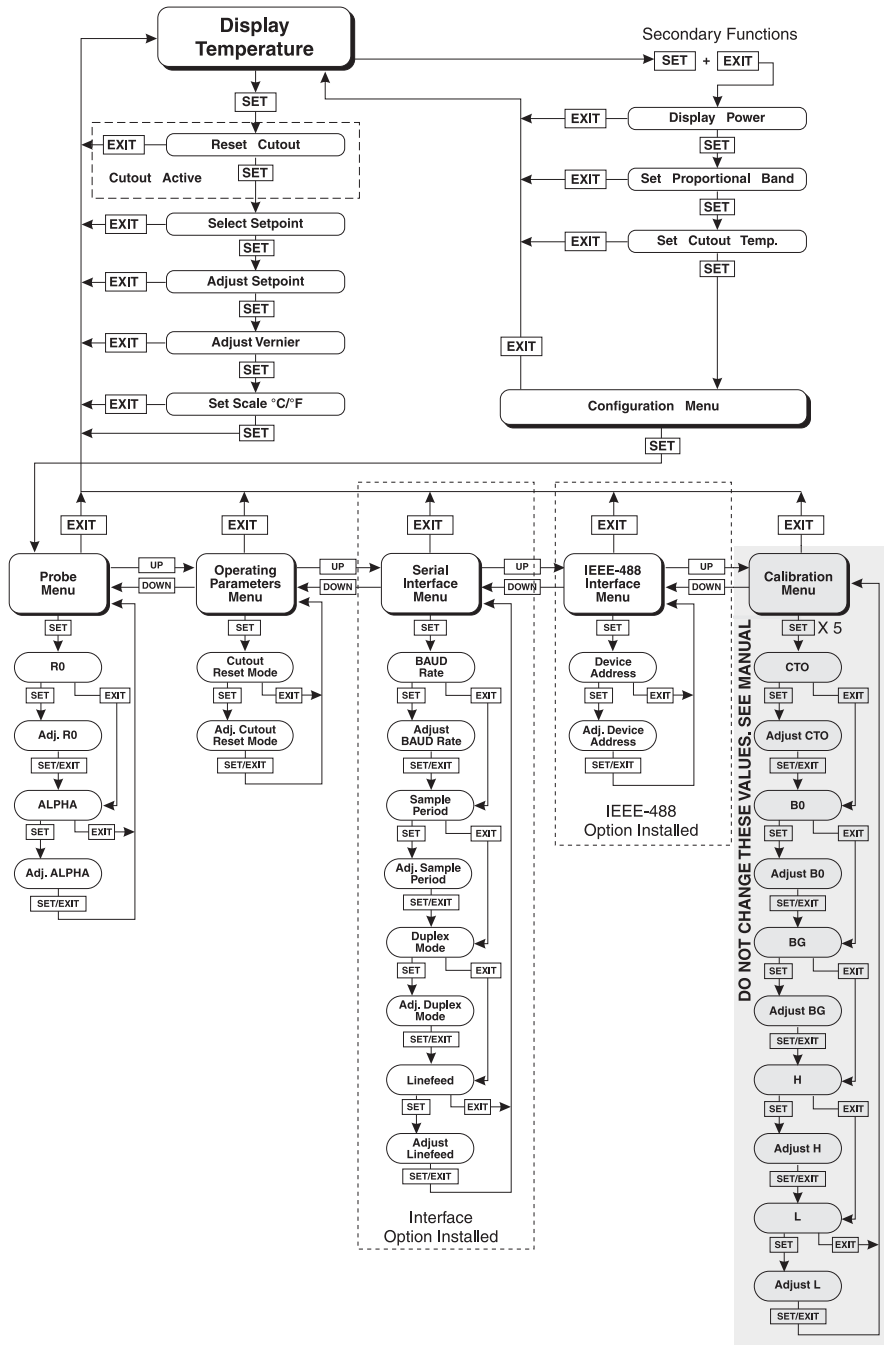 Display
Temperature
Secondary Functions
SET + EXIT
SET
EXIT Reset Cutout
Cutout Active SET
EXIT Select Setpoint
SET
EXIT Adjust Setpoint
SET
EXIT Adjust Vernier
SET
EXIT Set Scale °C/°F
SET
EXIT Display Power
SET
EXIT Set Proportional Band
SET
EXIT Set Cutout Temp.
SET
EXIT
Configuration Menu
SET
EXIT
EXIT
EXIT
EXIT
EXIT
Probe
Menu
UP
DOWN
Operating
Parameters
Menu
UP
DOWN
Serial
Interface
Menu
UP
DOWN
IEEE-488
Interface
Menu
UP
DOWN
Calibration
Menu
SET
R0
SET EXIT
Adj. R0
SET/EXIT
ALPHA
SET EXIT
Adj. ALPHA
SET/EXIT
SET
Cutout
Reset Mode
SET EXIT
Adj. Cutout
Reset Mode
SET/EXIT
SET
BAUD
Rate
SET EXIT
Adjust
BAUD Rate
SET/EXIT
Sample
Period
SET EXIT
Adj. Sample
Period
SET/EXIT
Duplex
Mode
SET EXIT
Adj. Duplex
Mode
SET/EXIT
Linefeed
SET EXIT
Adjust
Linefeed
SET/EXIT
Interface
Option Installed
SET
Device
Address
SET EXIT
Adj. Device
Address
SET/EXIT
IEEE-488
Option Installed
DO NOT CHANGE THESE VALUES. SEE MANUAL
SET X 5
CTO
SET EXIT
Adjust CTO
SET/EXIT
B0
SET EXIT
Adjust B0
SET/EXIT
BG
SET EXIT
Adjust BG
SET/EXIT
H
SET EXIT
Adjust H
SET/EXIT
L
SET EXIT
Adjust L
SET/EXIT